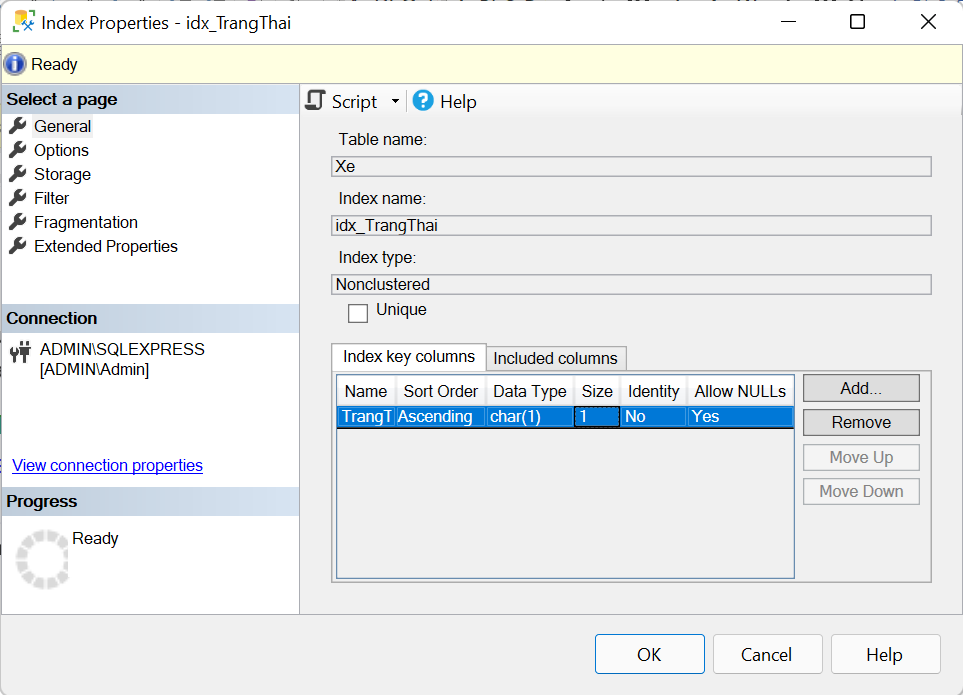 Index Properties - idx_TrangThai
Ready
Select a page
General
Options
Storage
Filter
Fragmentation
Extended Properties
Connection
ADMIN\SQLEXPRESS
[ADMIN\Admin]
View connection properties
Progress
Ready
Script Help
Table name:
Xe
Index name:
idx_TrangThai
Index type:
Nonclustered
Unique
Index key columns Included columns
Name Sort Order Data Type Size Identity Allow NULLs
TrangT Ascending char(1) 1 No Yes
Add...
Remove
Move Up
Move Down
OK Cancel Help